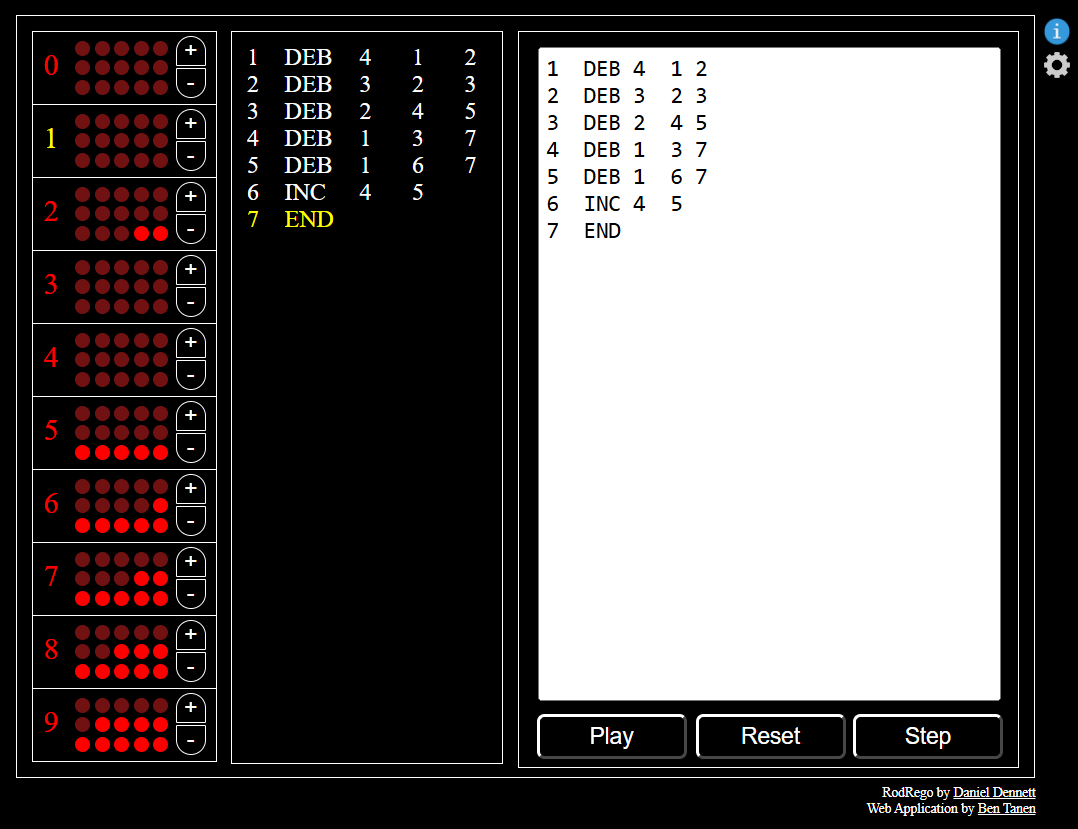 0 + -
1 + -
2 + -
3 + -
4 + -
5 + -
6 + -
7 + -
8 + -
9 + -
1 DEB 4 1 2
2 DEB 3 2 3
3 DEB 2 4 5
4 DEB 1 3 7
5 DEB 1 6 7
6 INC 4 5
7 END
1 DEB 4 1 2
2 DEB 3 2 3
3 DEB 2 4 5
4 DEB 1 3 7
5 DEB 1 6 7
6 INC 4 5
7 END
Play Reset Step
i
RodRego by Daniel Dennett
Web Application by Ben Tanen